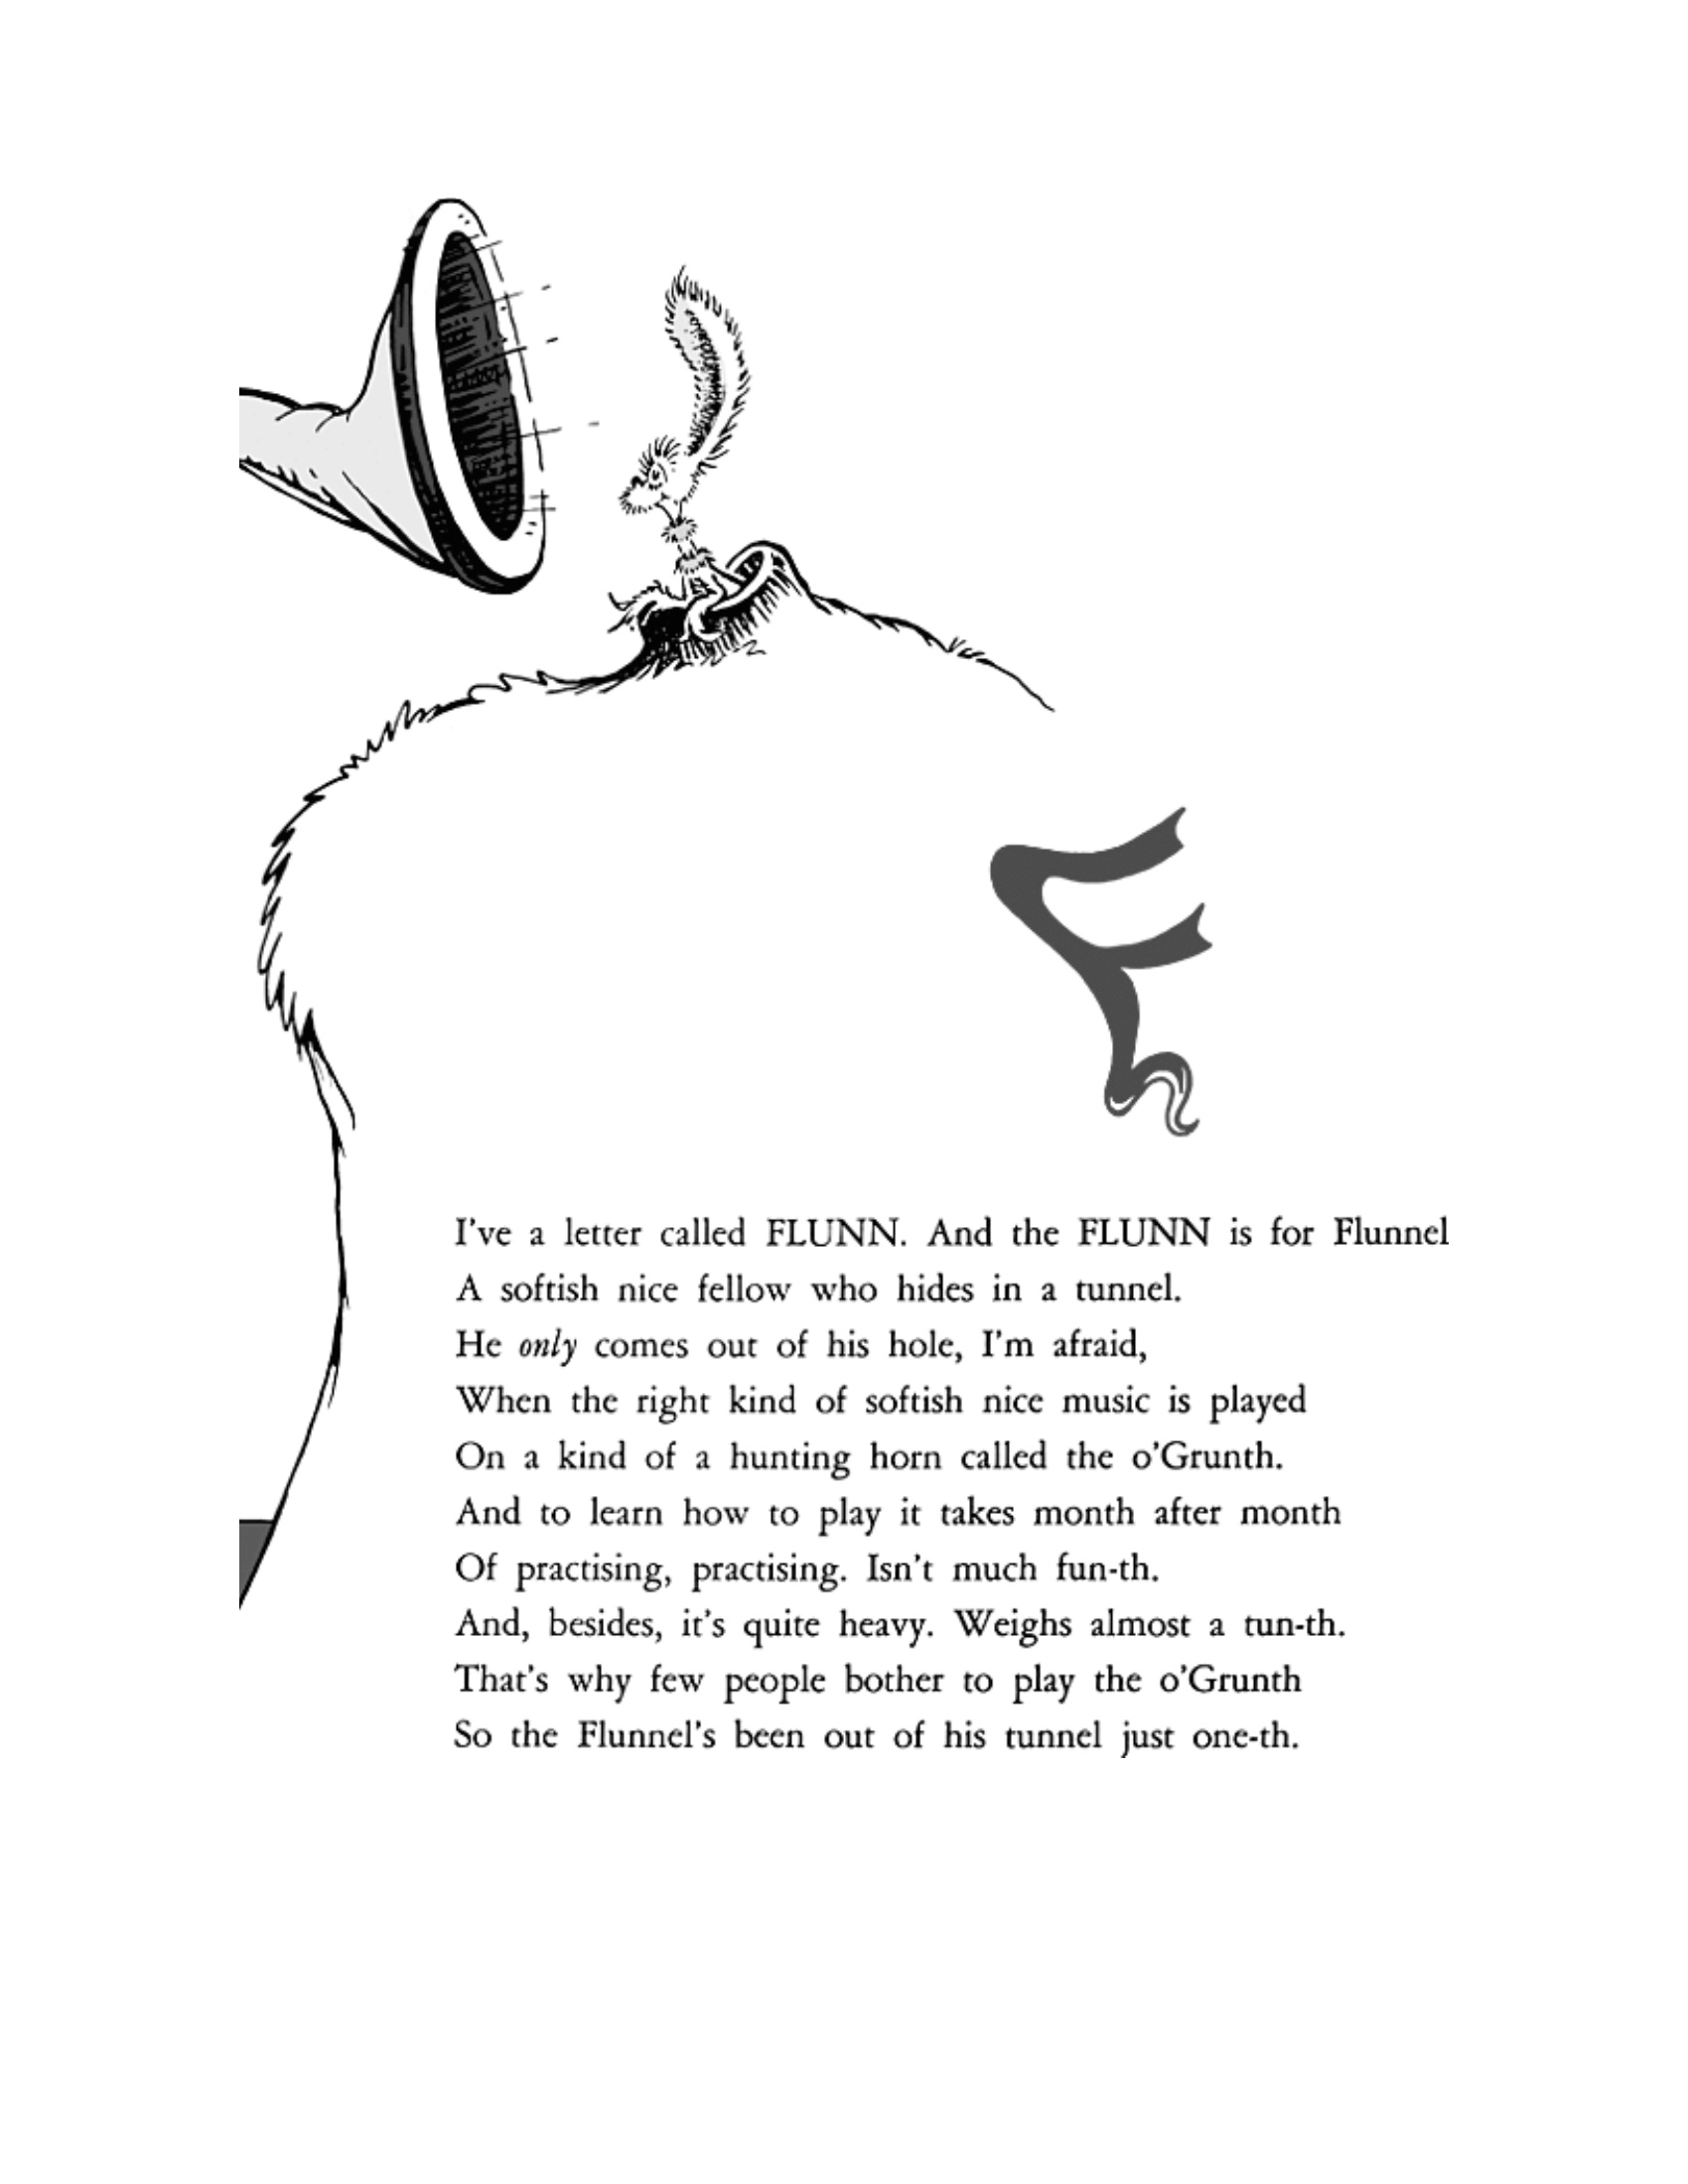 I've a letter called FLUNN. And the FLUNN is for Flunnel
A softish nice fellow who hides in a tunnel.
He only comes out of his hole, I'm afraid,
When the right kind of softish nice music is played
On a kind of a hunting horn called the o'Grunth.
And to learn how to play it takes month after month
Of practising, practising. Isn't much fun-th.
And, besides, it's quite heavy. Weighs almost a tun-th.
That's why few people bother to play the o'Grunth
So the Flunnel's been out of his tunnel just one-th.